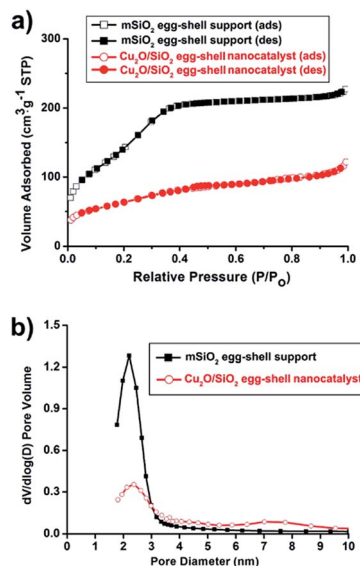 a)
mSiO2 egg-shell support (ads)
mSiO2 egg-shell support (des)
Cu2O/SiO2 egg-shell nanocatalyst (ads)
Cu2O/SiO2 egg-shell nanocatalyst (des)
Volume Adsorbed (cm3g-1 STP)
300
200
100
0
0.0 0.2 0.4 0.6 0.8 1.0
Relative Pressure (P/PO)
b)
mSiO2 egg-shell support
Cu2O/SiO2 egg-shell nanocatalyst
dV/dlog(D) Pore Volume
1.5
1.2
0.9
0.6
0.3
0.0
0 1 2 3 4 5 6 7 8 9 10
Pore Diameter (nm)